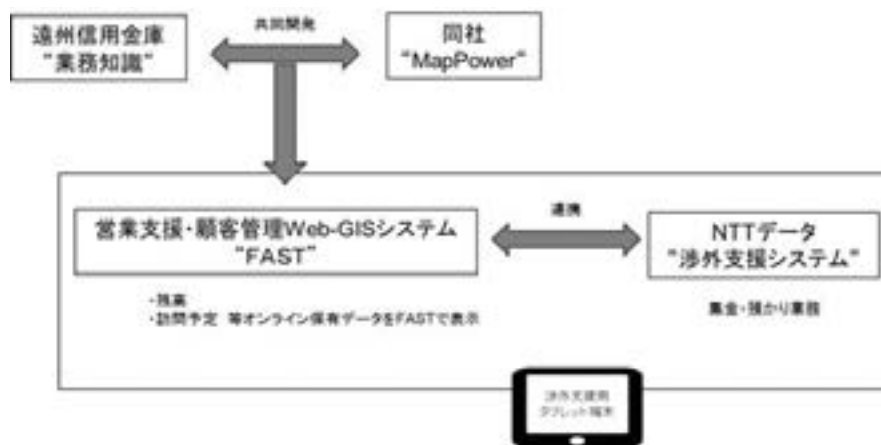 遠州信用金庫
“業務知識”
共同開発
同社
“MapPower”
営業支援・顧客管理Web-GISシステム
“FAST”
連携
NTTデータ
“渉外支援システム“
・残高
・訪問予定 等オンライン保有データをFASTで表示
集金・預かり業務
渉外支援用
タブレット端末